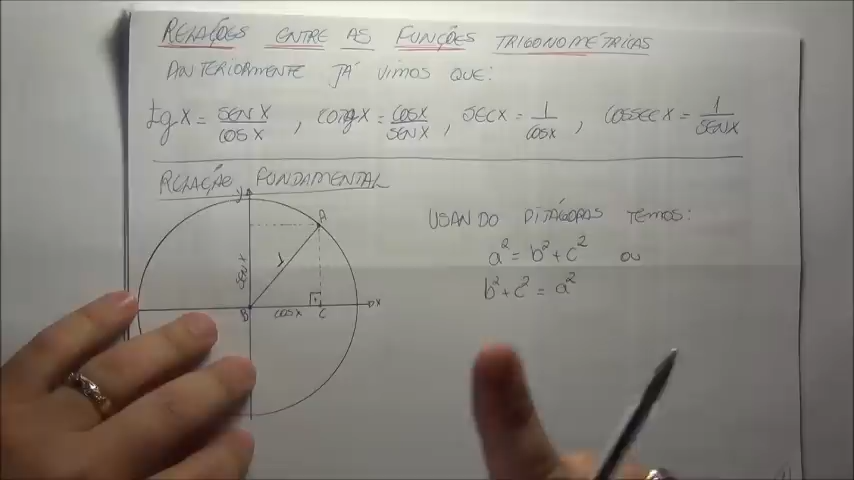 RELAÇÕES ENTRE AS FUNÇÕES TRIGONOMÉTRICAS
ANTERIORMENTE JÁ VIMOS QUE:
tg x = SEN X / COS X , COTG X = COS X / SEN X , SEC X = 1 / COS X , COSSEC X = 1 / SEN X
RELAÇÃO FUNDAMENTAL
USANDO PITÁGORAS TEMOS:
a² = b² + c² OU
b² + c² = a²
y
A
SEN X
1
B
COS X
C
x